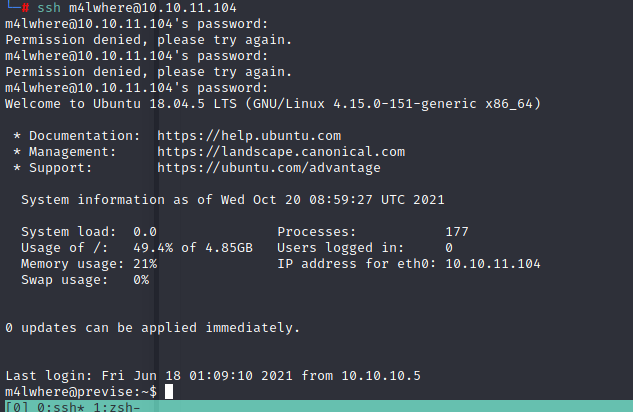 └─# ssh m4lwhere@10.10.11.104
m4lwhere@10.10.11.104's password:
Permission denied, please try again.
m4lwhere@10.10.11.104's password:
Permission denied, please try again.
m4lwhere@10.10.11.104's password:
Welcome to Ubuntu 18.04.5 LTS (GNU/Linux 4.15.0-151-generic x86_64)
* Documentation:  https://help.ubuntu.com
* Management:     https://landscape.canonical.com
* Support:        https://ubuntu.com/advantage
System information as of Wed Oct 20 08:59:27 UTC 2021
System load:  0.0               Processes:           177
Usage of /:   49.4% of 4.85GB   Users logged in:     0
Memory usage: 21%               IP address for eth0: 10.10.11.104
Swap usage:   0%
0 updates can be applied immediately.
Last login: Fri Jun 18 01:09:10 2021 from 10.10.10.5
m4lwhere@previse:~$
[0] 0:ssh* 1:zsh-